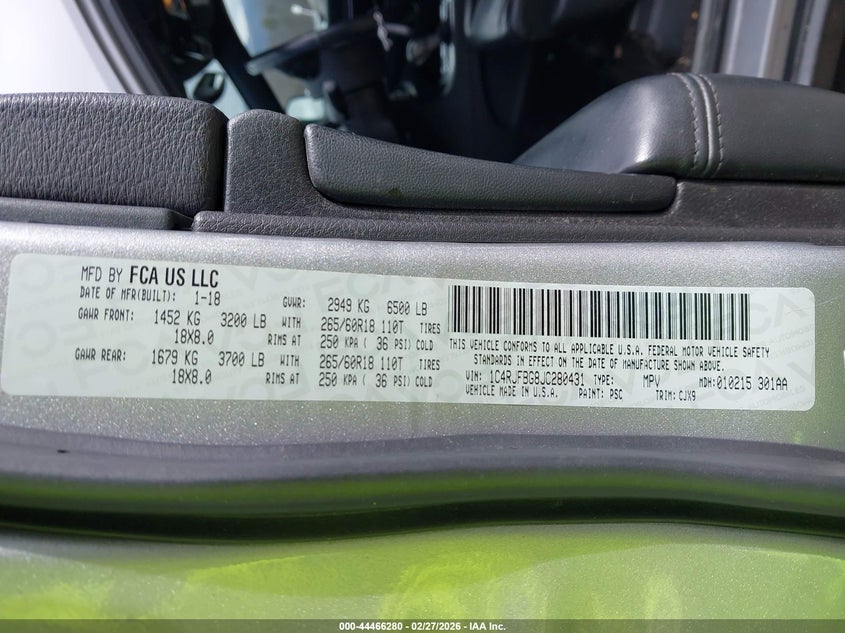 MFD BY FCA US LLC
DATE OF MFR(BUILT): 1-18 GVWR: 2949 KG 6500 LB
GAWR FRONT: 1452 KG 3200 LB WITH 265/60R18 110T TIRES
18X8.0 RIMS AT 250 KPA ( 36 PSI) COLD
GAWR REAR: 1679 KG 3700 LB WITH 265/60R18 110T TIRES
18X8.0 RIMS AT 250 KPA ( 36 PSI) COLD
THIS VEHICLE CONFORMS TO ALL APPLICABLE U.S.A. FEDERAL MOTOR VEHICLE SAFETY
STANDARDS IN EFFECT ON THE DATE OF MANUFACTURE SHOWN ABOVE.
VIN: 1C4RJFBG8JC280431 TYPE: MPV MDH:010215 301AA
VEHICLE MADE IN U.S.A. PAINT: PSC TRIM: CJX9
000-44466280 - 02/27/2026 - IAA Inc.